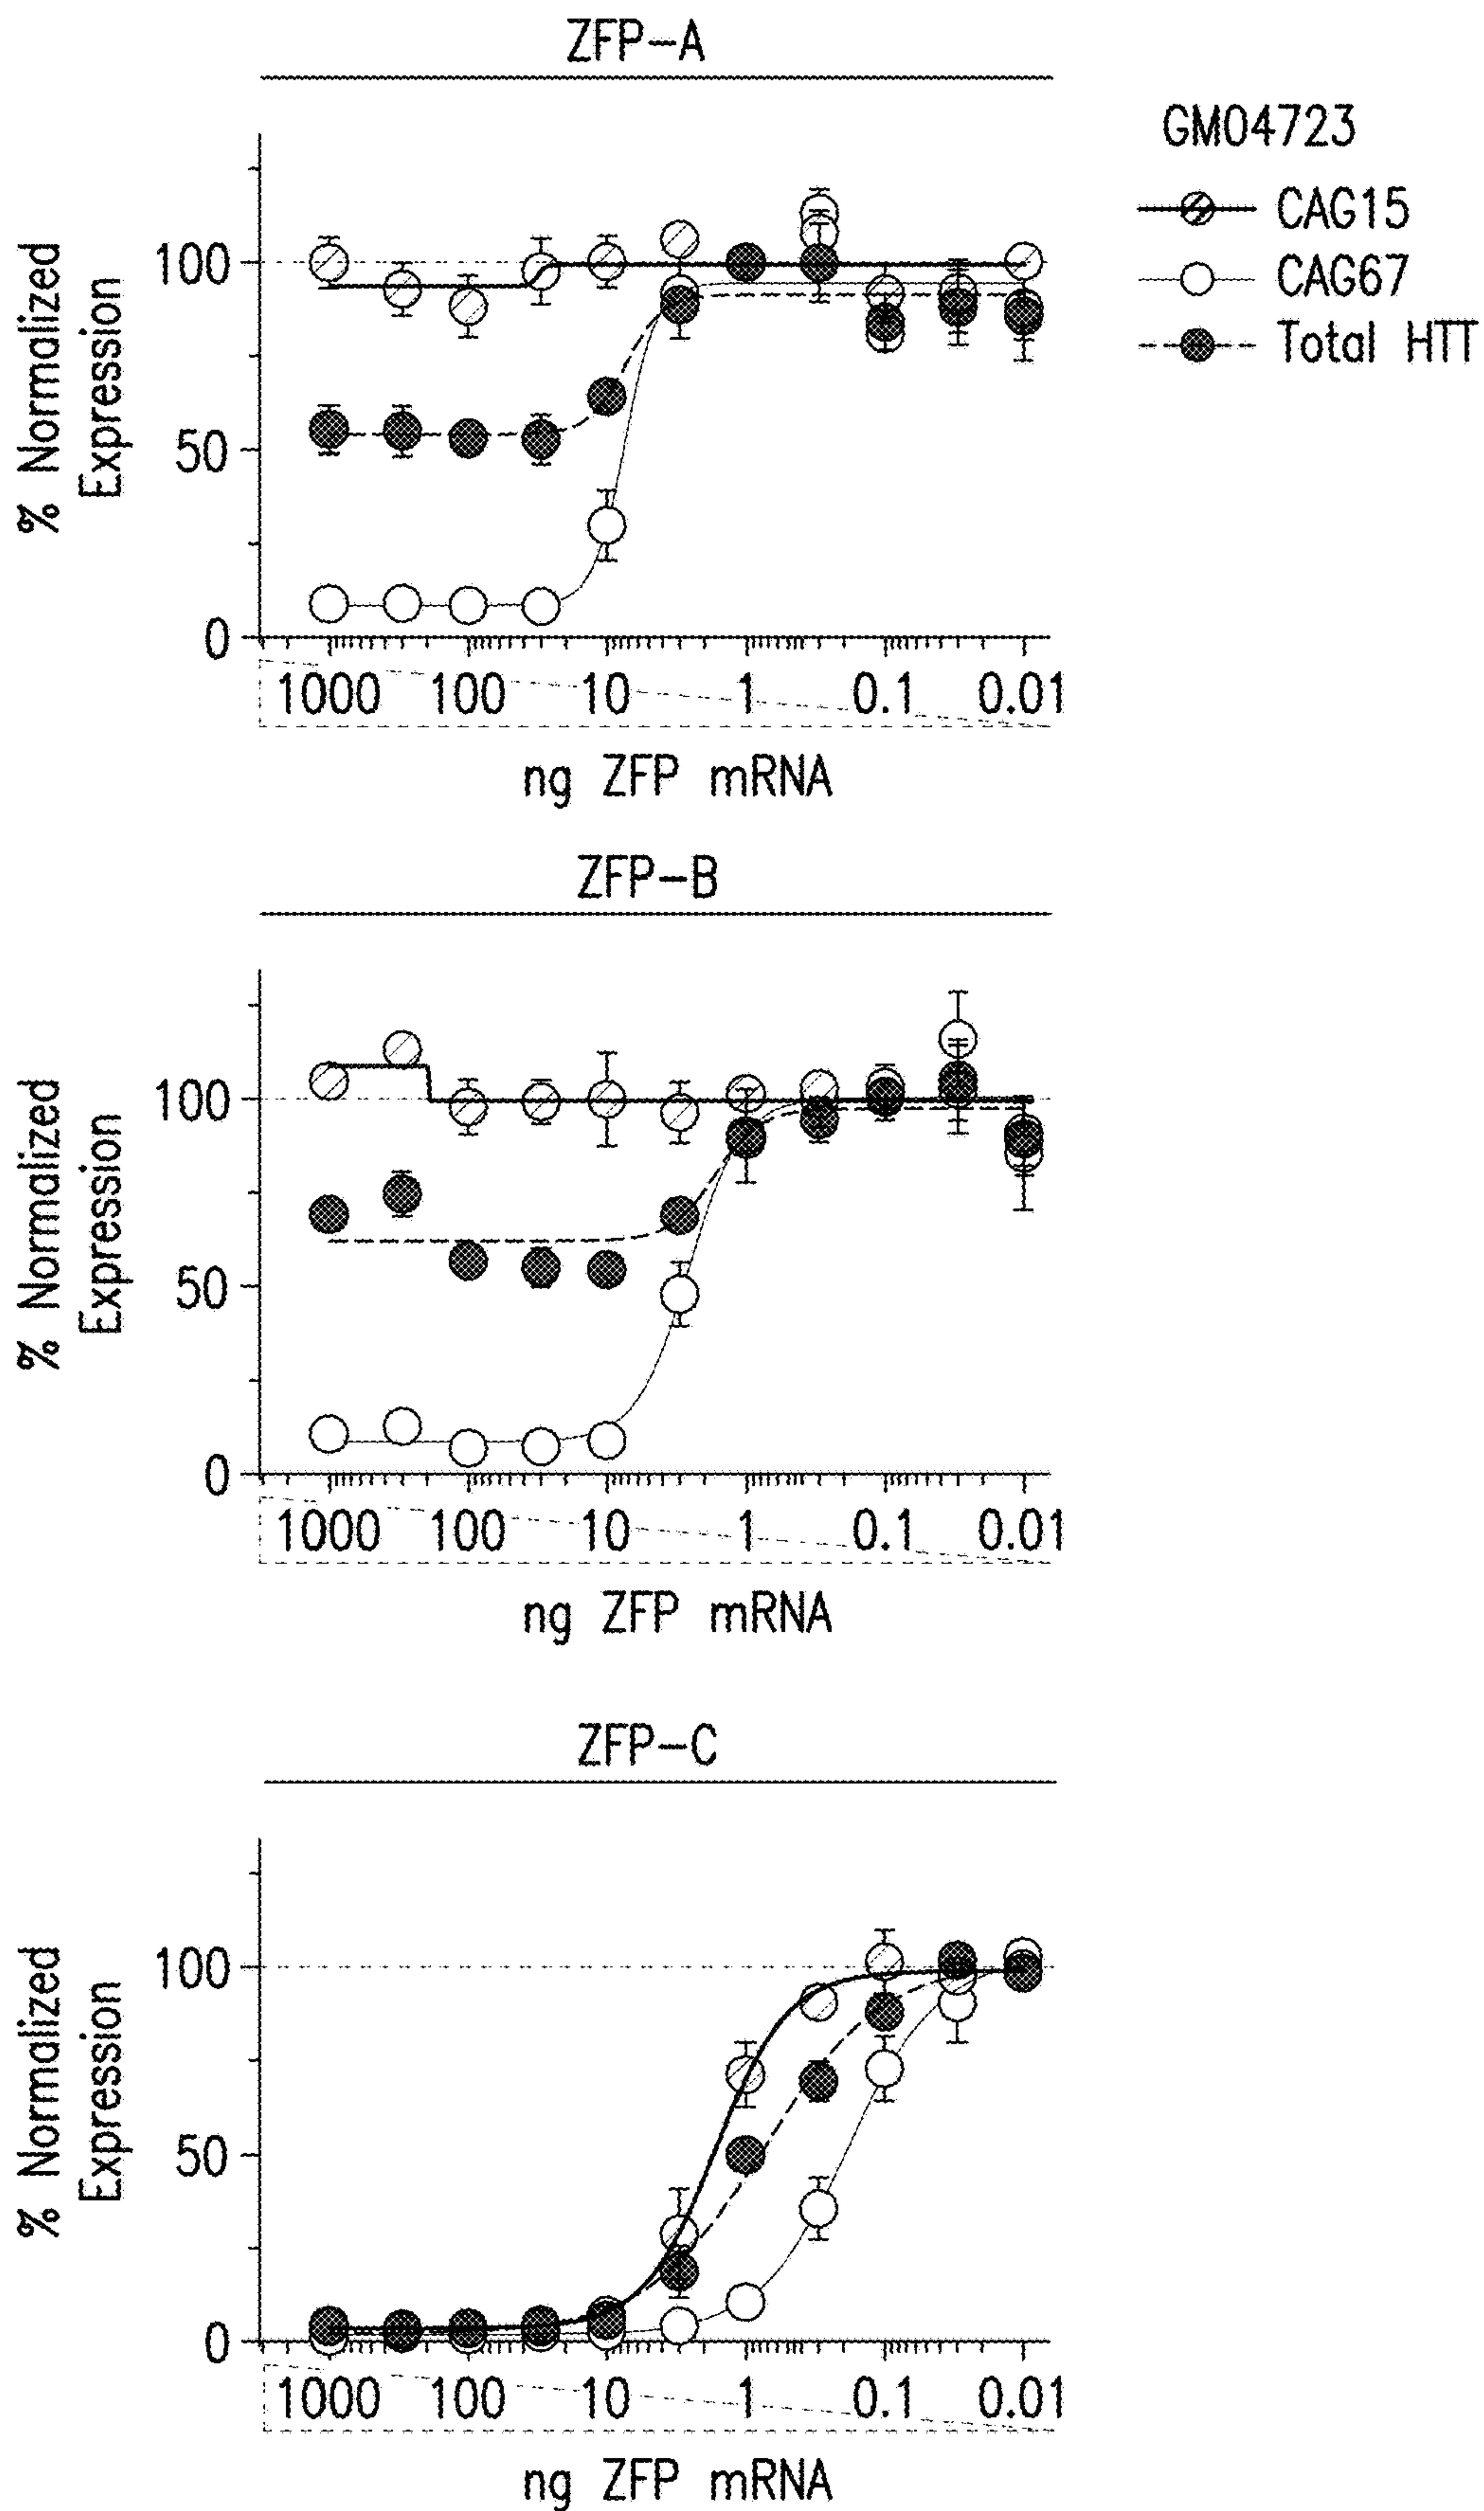 ZFP-A
GM04723
CAG15
CAG67
Total HTT
% Normalized
Expression
100
50
0
1000 100 10 1 0.1 0.01
ng ZFP mRNA
ZFP-B
% Normalized
Expression
100
50
0
1000 100 10 1 0.1 0.01
ng ZFP mRNA
ZFP-C
% Normalized
Expression
100
50
0
1000 100 10 1 0.1 0.01
ng ZFP mRNA